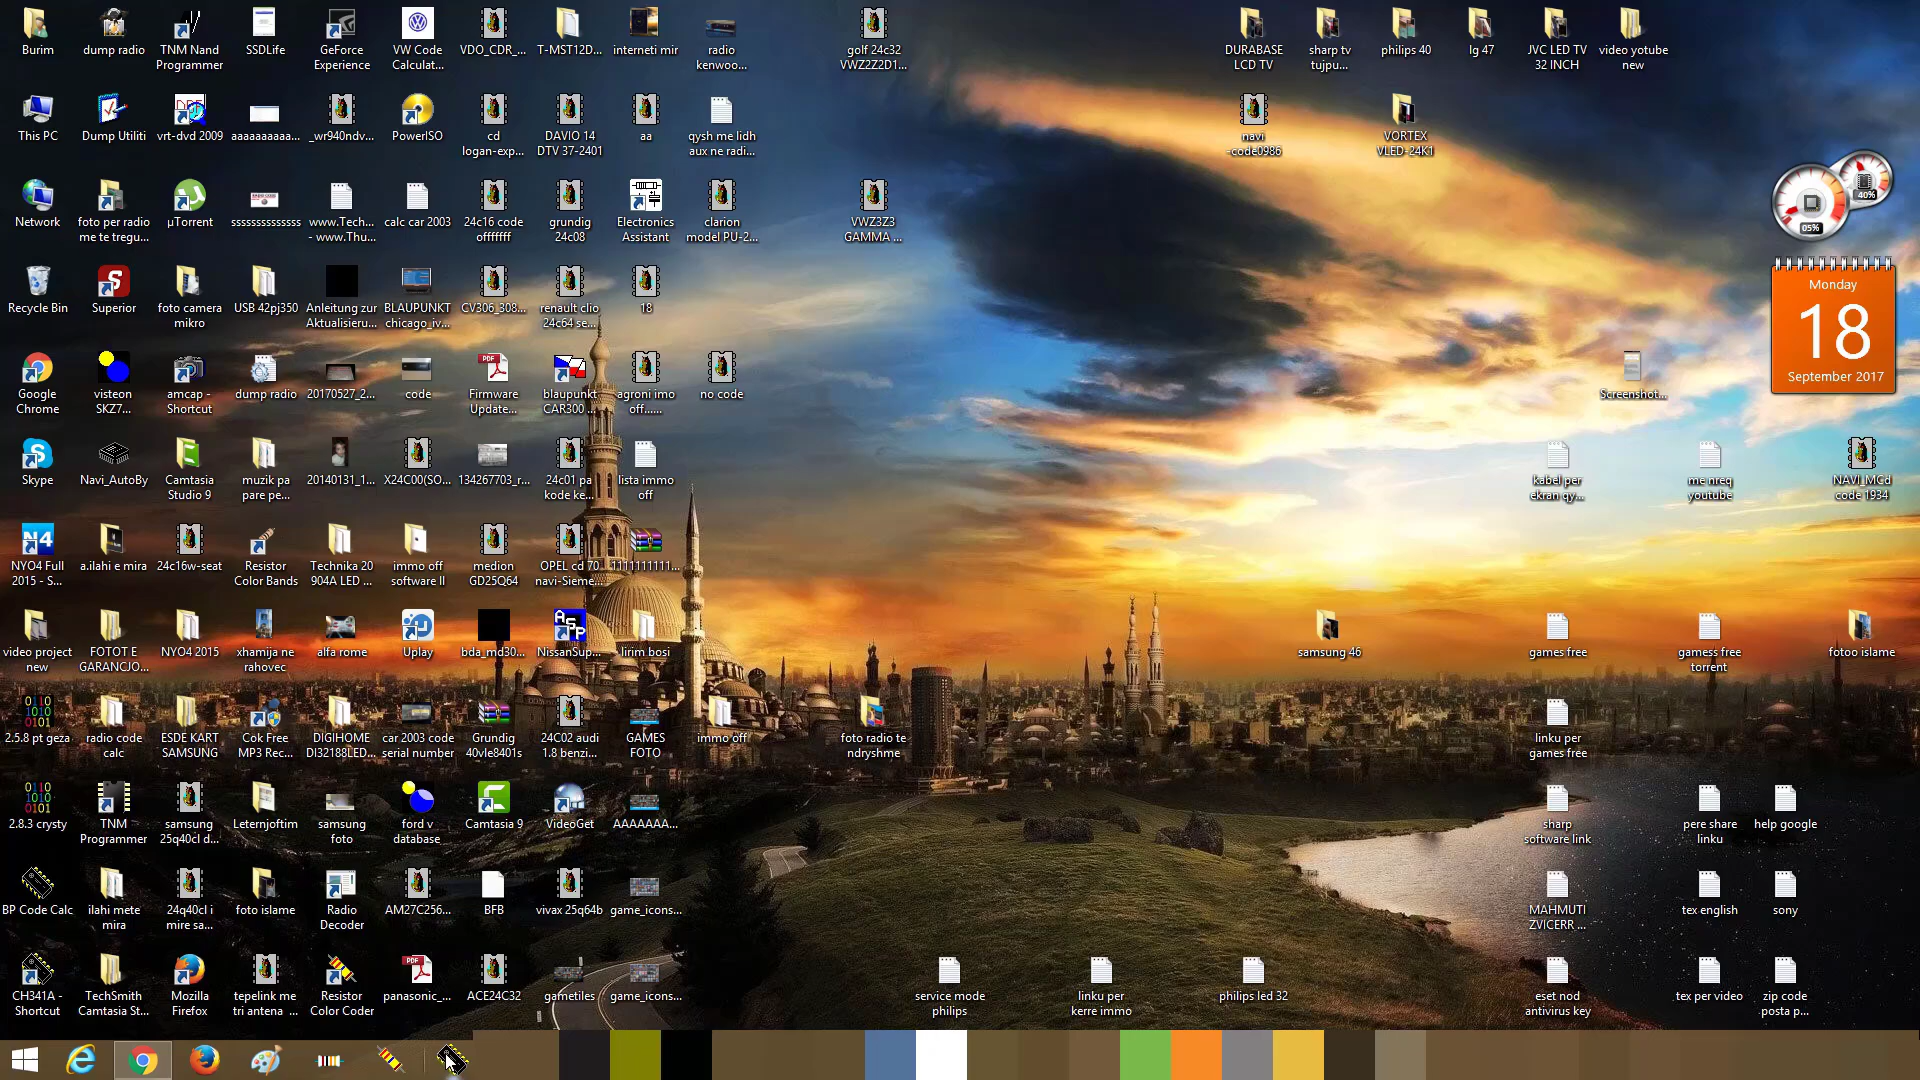 Burim
dump radio
TNM Nand
Programmer
SSDLife
GeForce
Experience
VW Code
Calculat...
VDO_CDR_...
T-MST12D...
interneti mir
radio
kenwoo...
golf 24c32
VWZ2Z2D1...
DURABASE
LCD TV
sharp tv
tujpu...
philips 40
lg 47
JVC LED TV
32 INCH
video yotube
new
This PC
Dump Utiliti
vrt-dvd 2009
aaaaaaaaaa...
_wr940ndv...
PowerISO
cd
logan-exp...
DAVIO 14
DTV 37-2401
aa
qysh me lidh
aux ne radi...
navi
-code0986
VORTEX
VLED-24K1
40%
05%
Network
foto per radio
me te tregu...
µTorrent
sssssssssssss
www.Tech...
- www.Thu...
calc car 2003
24c16 code
offfffff
grundig
24c08
Electronics
Assistant
clarion
model PU-2...
VWZ3Z3
GAMMA ...
Monday
18
September 2017
Recycle Bin
Superior
foto camera
mikro
USB 42pj350
Anleitung zur
Aktualisieru...
BLAUPUNKT
chicago_iv...
CV306_308...
renault clio
24c64 se...
18
Google
Chrome
visteon
SKZ7...
amcap -
Shortcut
dump radio
20170527_2...
code
Firmware
Update...
blaupunkt
CAR300 ...
agroni imo
off......
no code
Screenshot...
Skype
Navi_AutoBy
Camtasia
Studio 9
muzik pa
pare pe...
20140131_1...
X24C00(SO...
134267703_r...
24c01 pa
kode ke...
lista immo
off
kabel per
ekran qy...
me nreq
youtube
NAVI_MCd
code 1934
NYO4 Full
2015 - S...
a.ilahi e mira
24c16w-seat
Resistor
Color Bands
Technika 20
904A LED ...
immo off
software ll
medion
GD25Q64
OPEL cd 70
navi-Sieme...
1111111111...
video project
new
FOTOT E
GARANCJO...
NYO4 2015
xhamija ne
rahovec
alfa rome
Uplay
bda_md30...
NissanSup...
lirim bosi
samsung 46
games free
gamess free
torrent
fotoo islame
2.5.8 pt geza
radio code
calc
ESDE KART
SAMSUNG
Cok Free
MP3 Rec...
DIGIHOME
DI32188LED...
car 2003 code
serial number
Grundig
40vle8401s
24C02 audi
1.8 benzi...
GAMES
FOTO
immo off
foto radio te
ndryshme
linku per
games free
2.8.3 crysty
TNM
Programmer
samsung
25q40cl d...
Leternjoftim
samsung
foto
ford v
database
Camtasia 9
VideoGet
AAAAAAA...
sharp
software link
pere share
linku
help google
BP Code Calc
ilahi mete
mira
24q40cl i
mire sa...
foto islame
Radio
Decoder
AM27C256...
BFB
vivax 25q64b
game_icons...
MAHMUTI
ZVICERR ...
tex english
sony
CH341A -
Shortcut
TechSmith
Camtasia St...
Mozilla
Firefox
tepelink me
tri antena ...
Resistor
Color Coder
panasonic_...
ACE24C32
gametiles
game_icons...
service mode
philips
linku per
kerre immo
philips led 32
eset nod
antivirus key
tex per video
zip code
posta p...